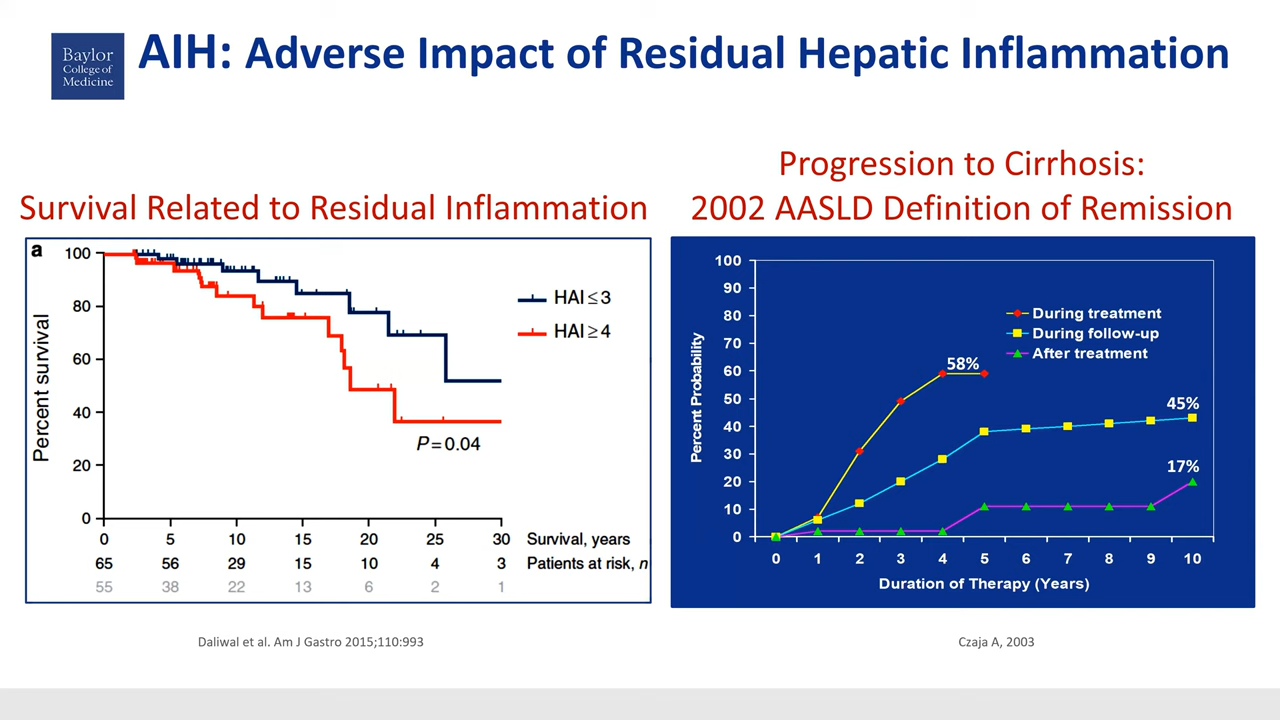 Baylor
College of
Medicine
AIH: Adverse Impact of Residual Hepatic Inflammation
Survival Related to Residual Inflammation
a
Percent survival
100
80
60
40
20
0
HAI ≤ 3
HAI ≥ 4
P = 0.04
0 5 10 15 20 25 30 Survival, years
65 56 29 15 10 4 3 Patients at risk, n
55 38 22 13 6 2 1
Daliwal et al. Am J Gastro 2015;110:993
Progression to Cirrhosis:
2002 AASLD Definition of Remission
Percent Probability
100
90
80
70
60
50
40
30
20
10
0
During treatment
During follow-up
After treatment
58%
45%
17%
0 1 2 3 4 5 6 7 8 9 10
Duration of Therapy (Years)
Czaja A, 2003